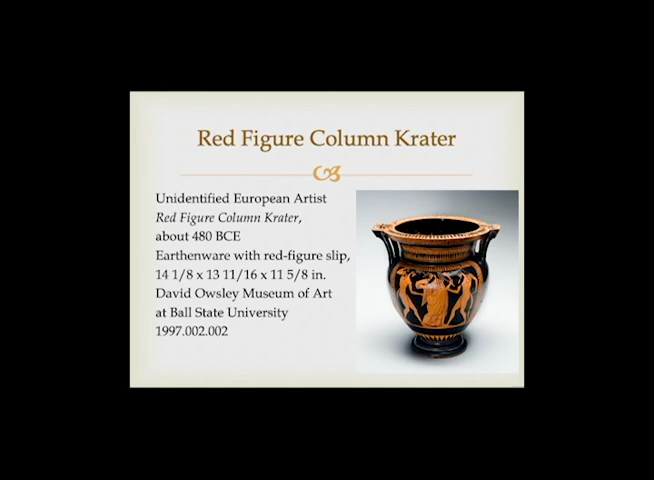 Red Figure Column Krater
Unidentified European Artist
Red Figure Column Krater,
about 480 BCE
Earthenware with red-figure slip,
14 1/8 x 13 11/16 x 11 5/8 in.
David Owsley Museum of Art
at Ball State University
1997.002.002